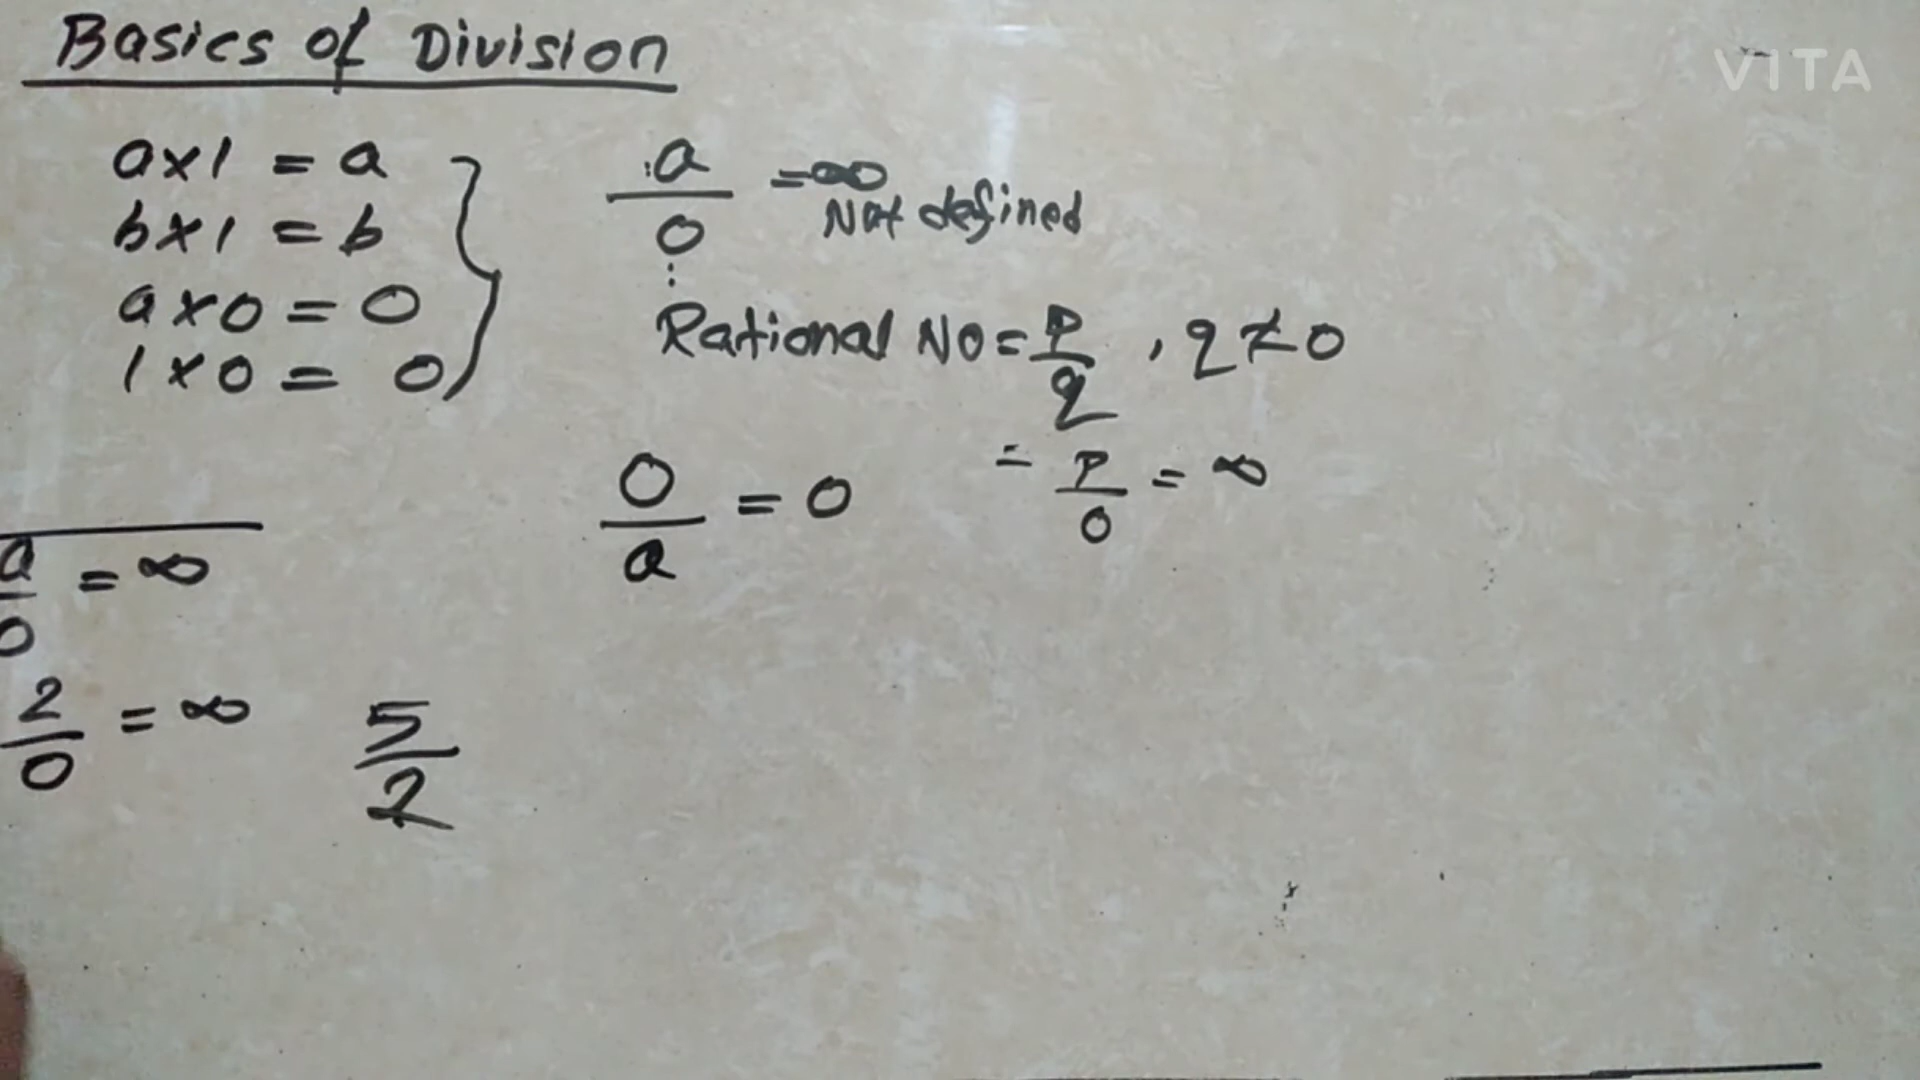 Basics of Division
VITA
a×1 = a
b×1 = b
a×0 = 0
1×0 = 0
a/0 = ∞
Not defined
Rational NO = P/q , q ≠ 0
= P/0 = ∞
0/a = 0
a/0 = ∞
2/0 = ∞
5/2